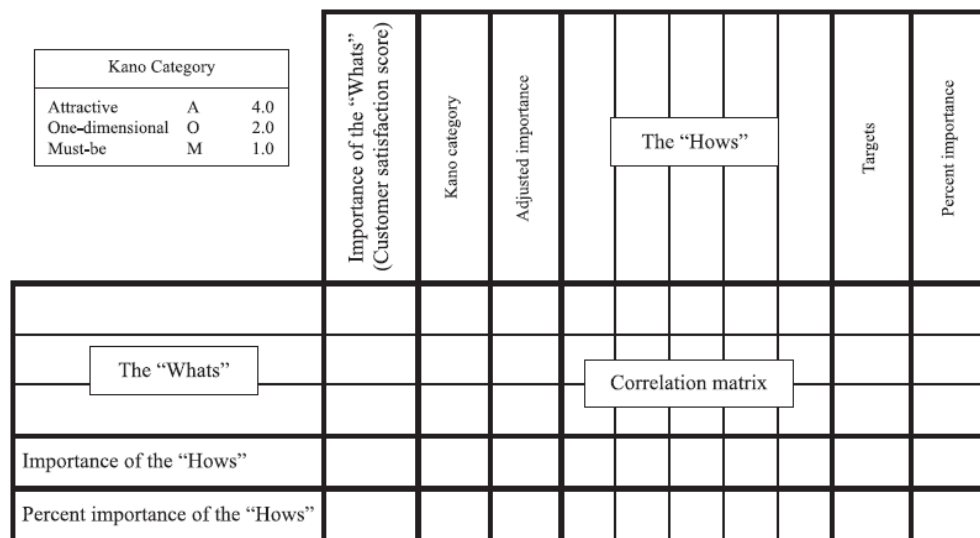 Kano Category
Attractive A 4.0
One-dimensional O 2.0
Must-be M 1.0
Importance of the “Whats”
(Customer satisfaction score)
Kano category
Adjusted importance
The “Hows”
Targets
Percent importance
The “Whats”
Correlation matrix
Importance of the “Hows”
Percent importance of the “Hows”